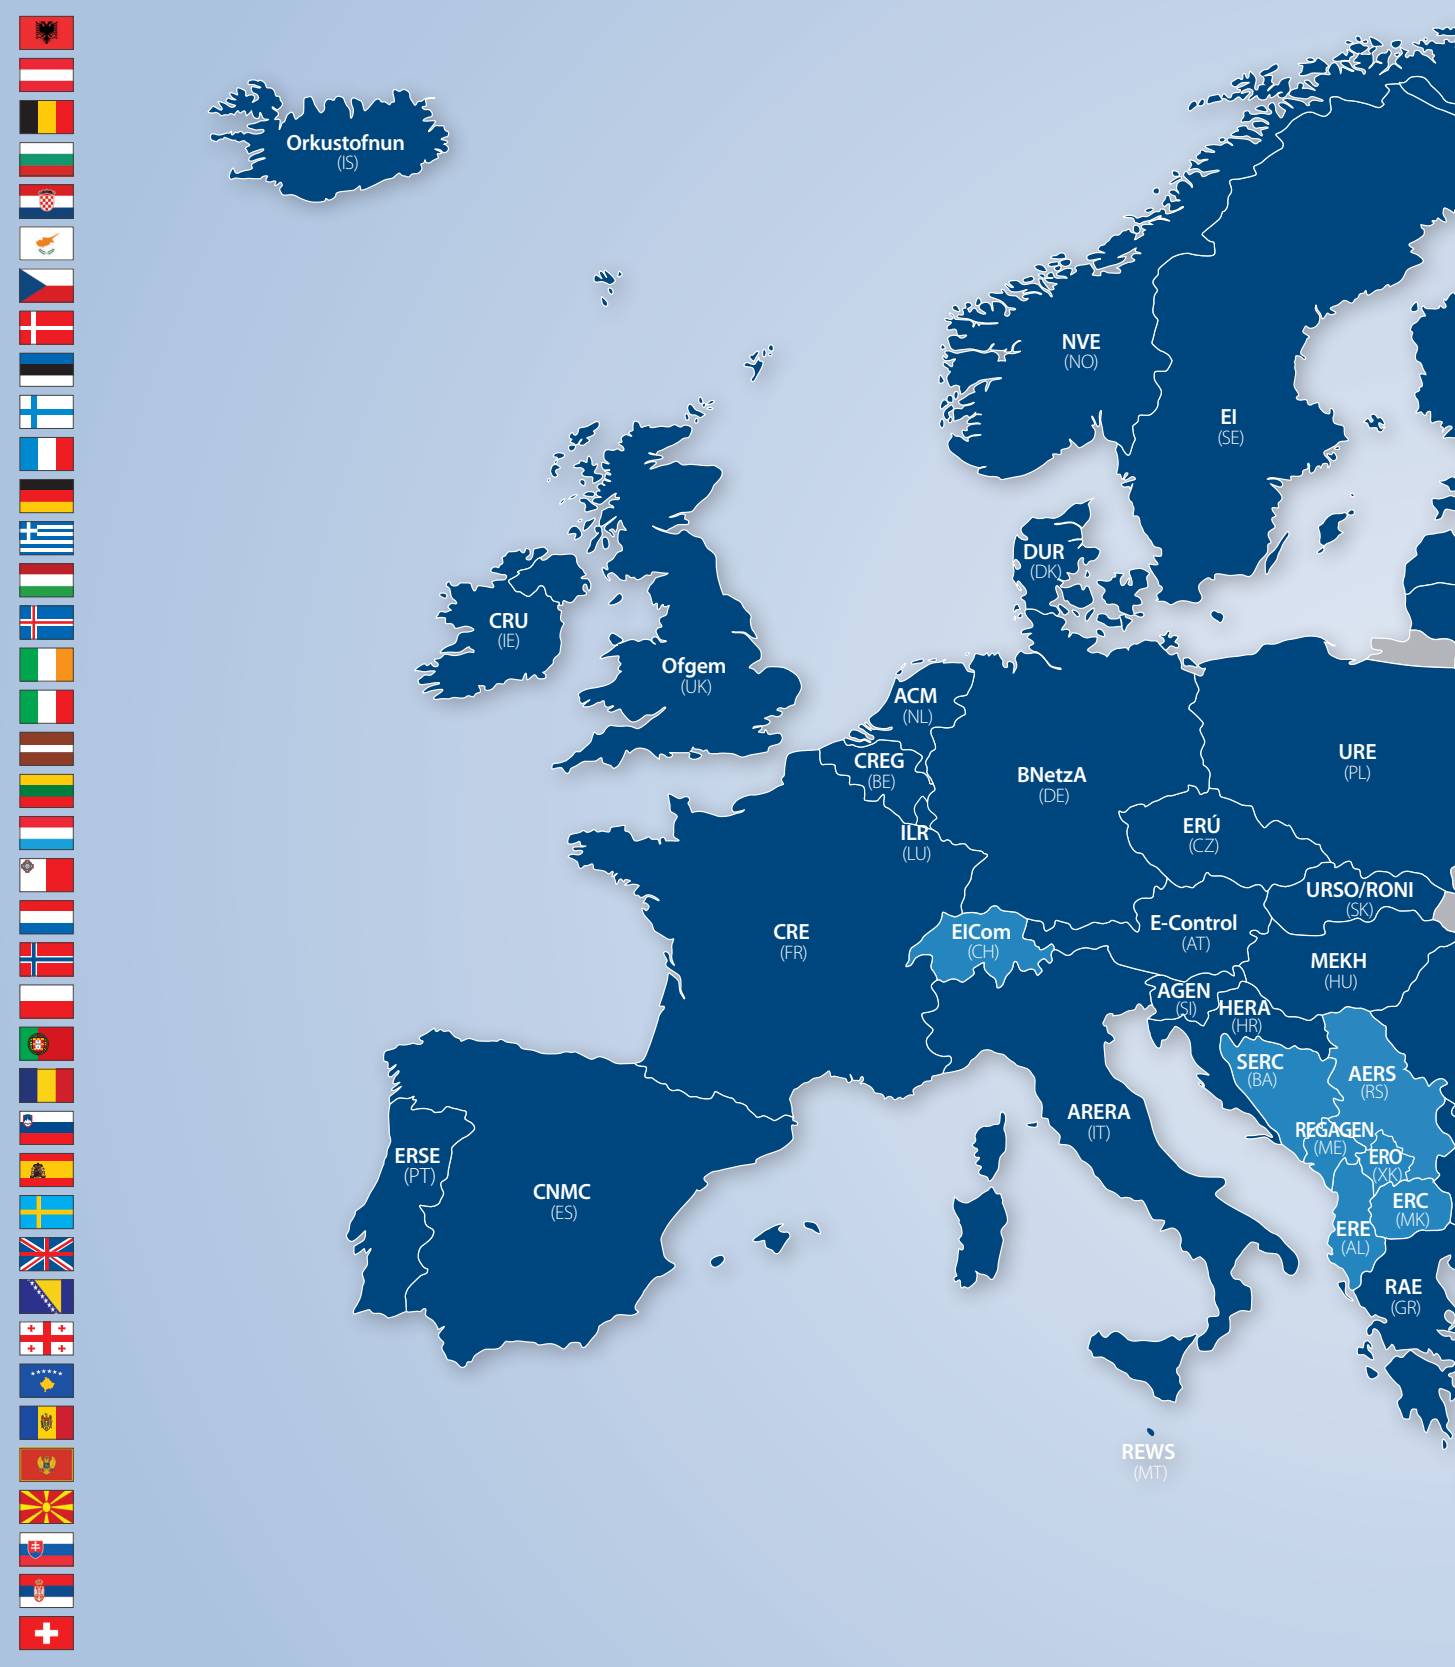 Orkustofnun
(IS)
NVE
(NO)
EI
(SE)
DUR
(DK)
CRU
(IE)
Ofgem
(UK)
ACM
(NL)
CREG
(BE)
BNetzA
(DE)
URE
(PL)
ILR
(LU)
ERÚ
(CZ)
URSO/RONI
(SK)
CRE
(FR)
ElCom
(CH)
E-Control
(AT)
MEKH
(HU)
AGEN
(SI)
HERA
(HR)
SERC
(BA)
AERS
(RS)
ARERA
(IT)
REGAGEN
(ME)
ERO
(XK)
ERSE
(PT)
CNMC
(ES)
ERC
(MK)
ERE
(AL)
RAE
(GR)
REWS
(MT)